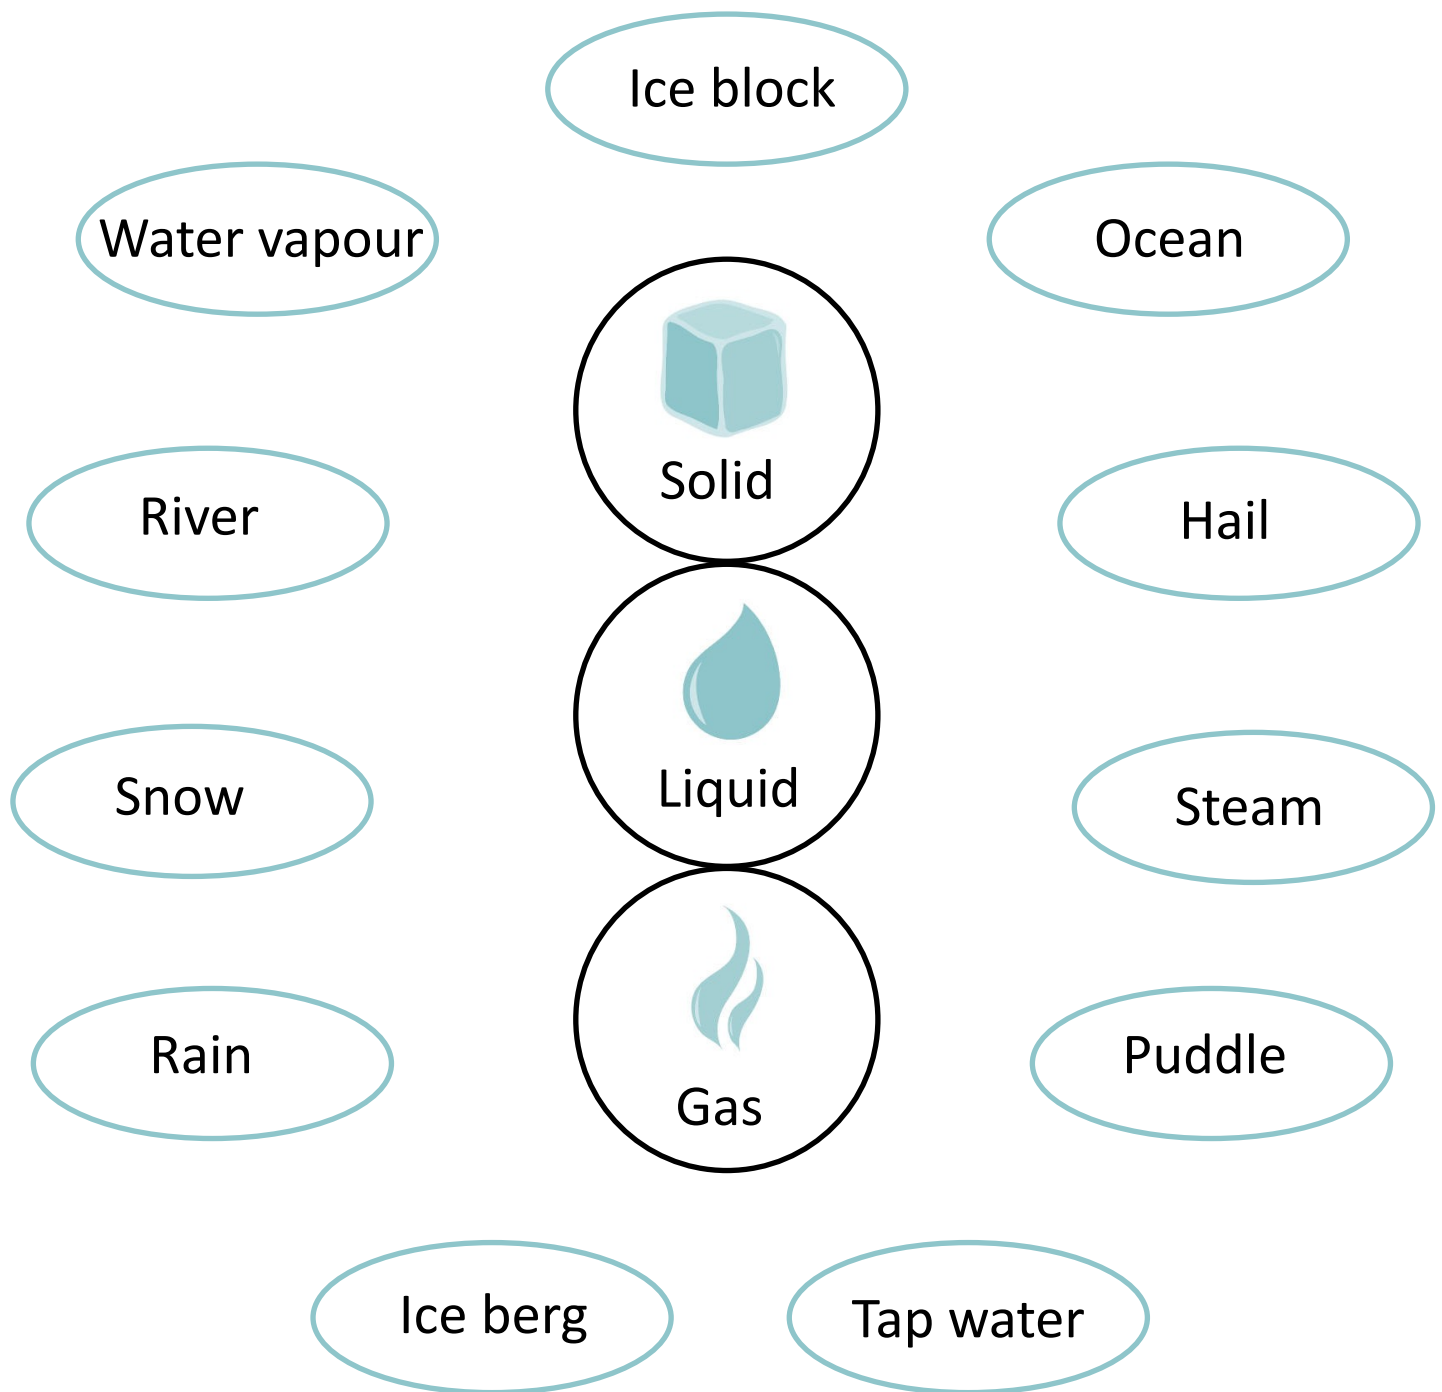 Ice block
Water vapour
Ocean
Solid
River
Hail
Liquid
Snow
Steam
Gas
Rain
Puddle
Ice berg
Tap water